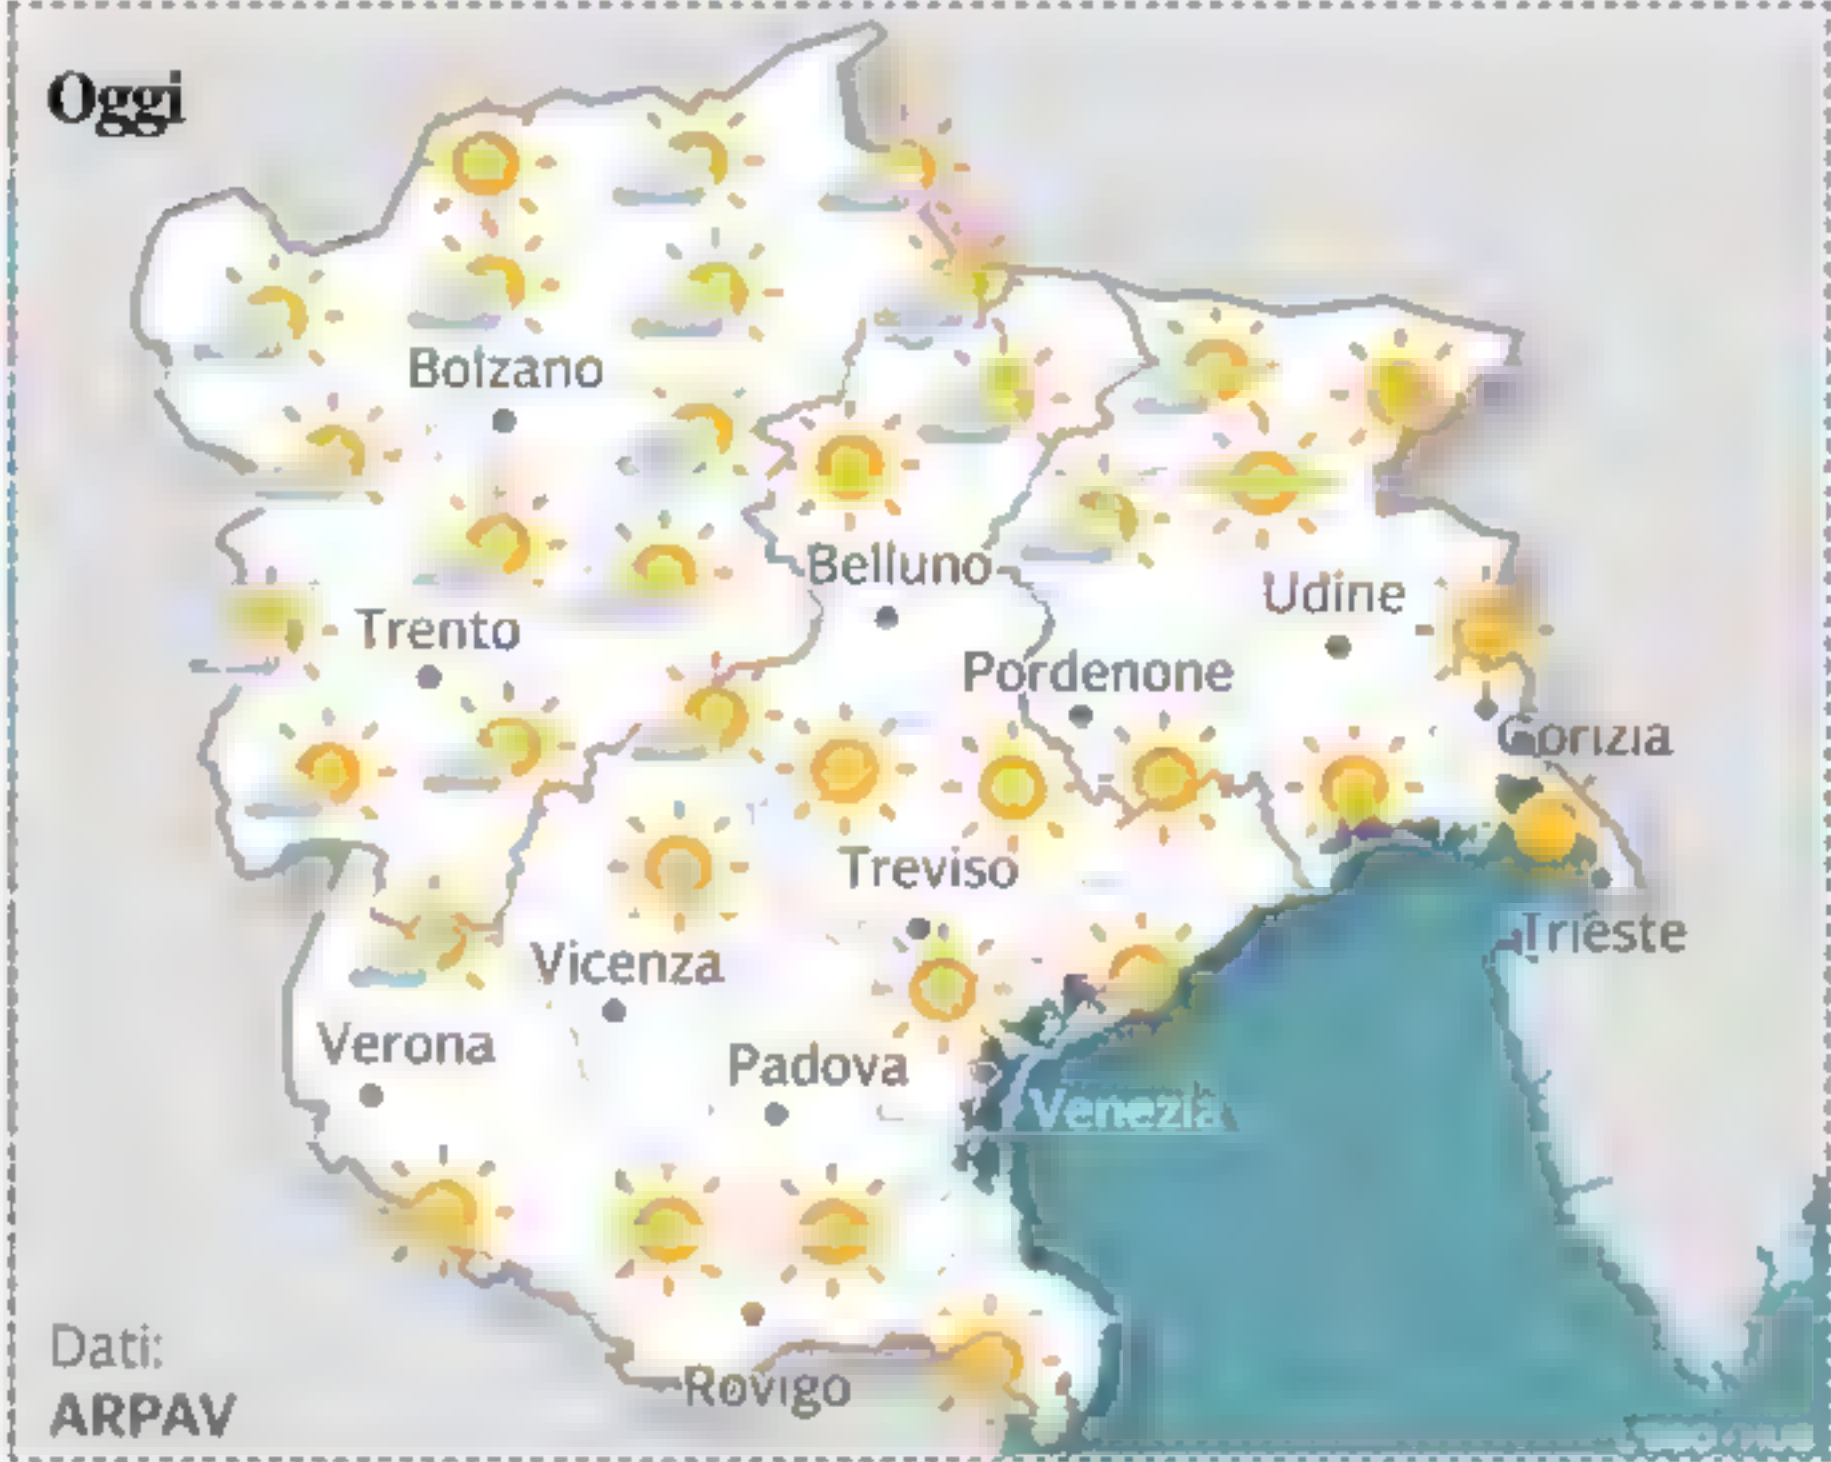 Oggi
Bolzano
Trento
Belluno
Udine
Pordenone
Gorizia
Treviso
Trieste
Vicenza
Verona
Padova
Venezia
Rovigo
Dati:
ARPAV